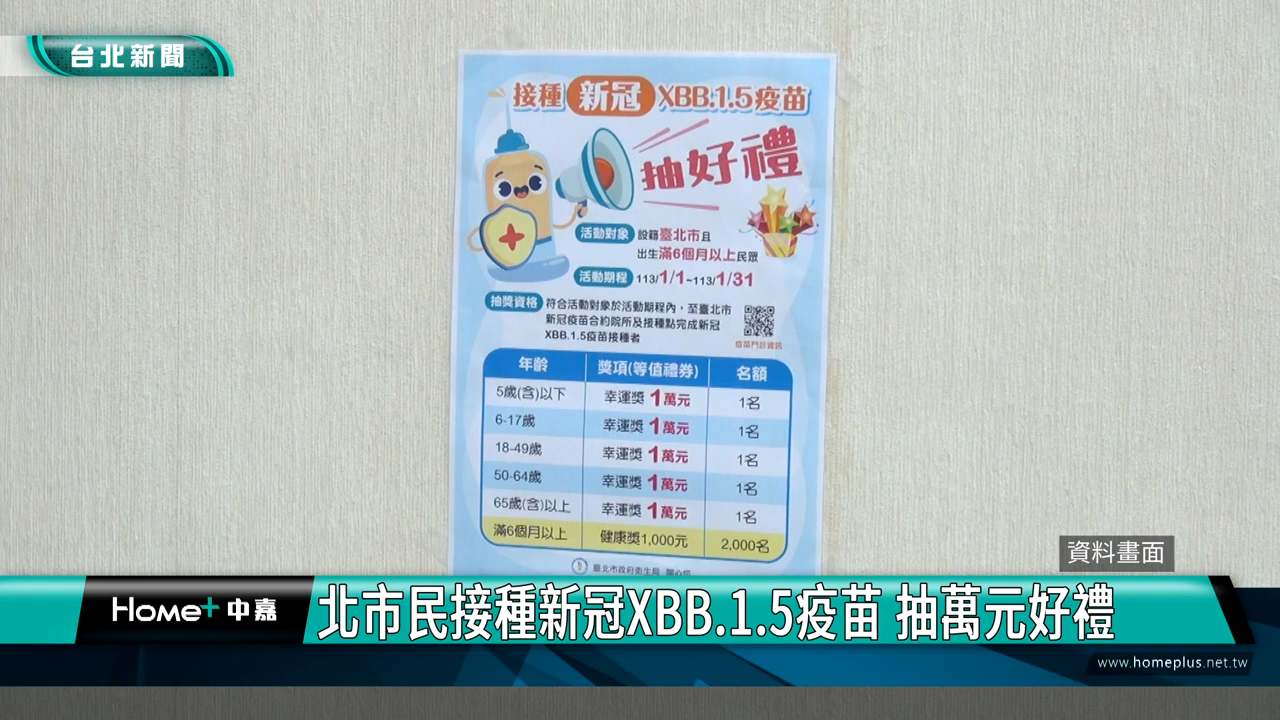 台北新聞
接種 新冠 XBB.1.5疫苗
抽好禮
活動對象 設籍臺北市且
出生滿6個月以上民眾
活動期程 113/1/1~113/1/31
抽獎資格 符合活動對象於活動期程內，至臺北市
新冠疫苗合約院所及接種點完成新冠
XBB.1.5疫苗接種者
疫苗門診資訊
年齡 獎項(等值禮券) 名額
5歲(含)以下 幸運獎 1萬元 1名
6-17歲 幸運獎 1萬元 1名
18-49歲 幸運獎 1萬元 1名
50-64歲 幸運獎 1萬元 1名
65歲(含)以上 幸運獎 1萬元 1名
滿6個月以上 健康獎1,000元 2,000名
臺北市政府衛生局 關心您
資料畫面
Home+ 中嘉 北市民接種新冠XBB.1.5疫苗 抽萬元好禮
www.homeplus.net.tw